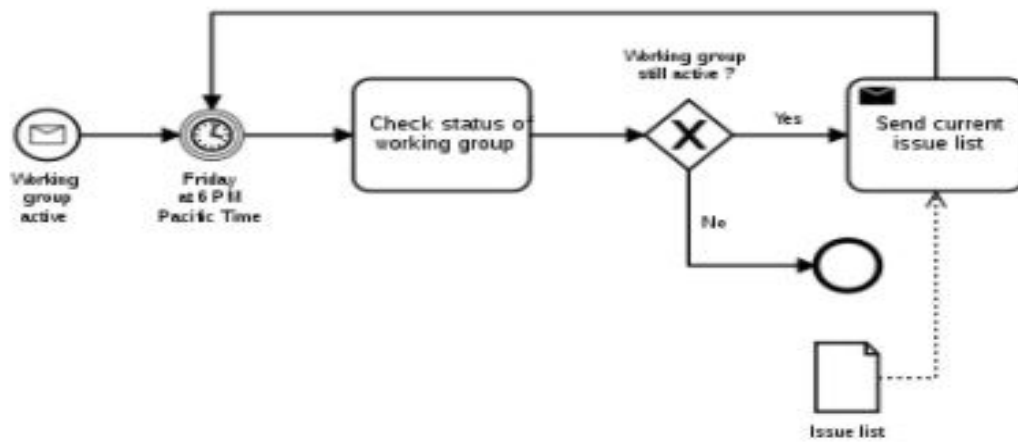 Working group
still active ?
Check status of
working group
Yes
Send current
issue list
Working
group
active
Friday
at 6 PM
Pacific Time
No
Issue list